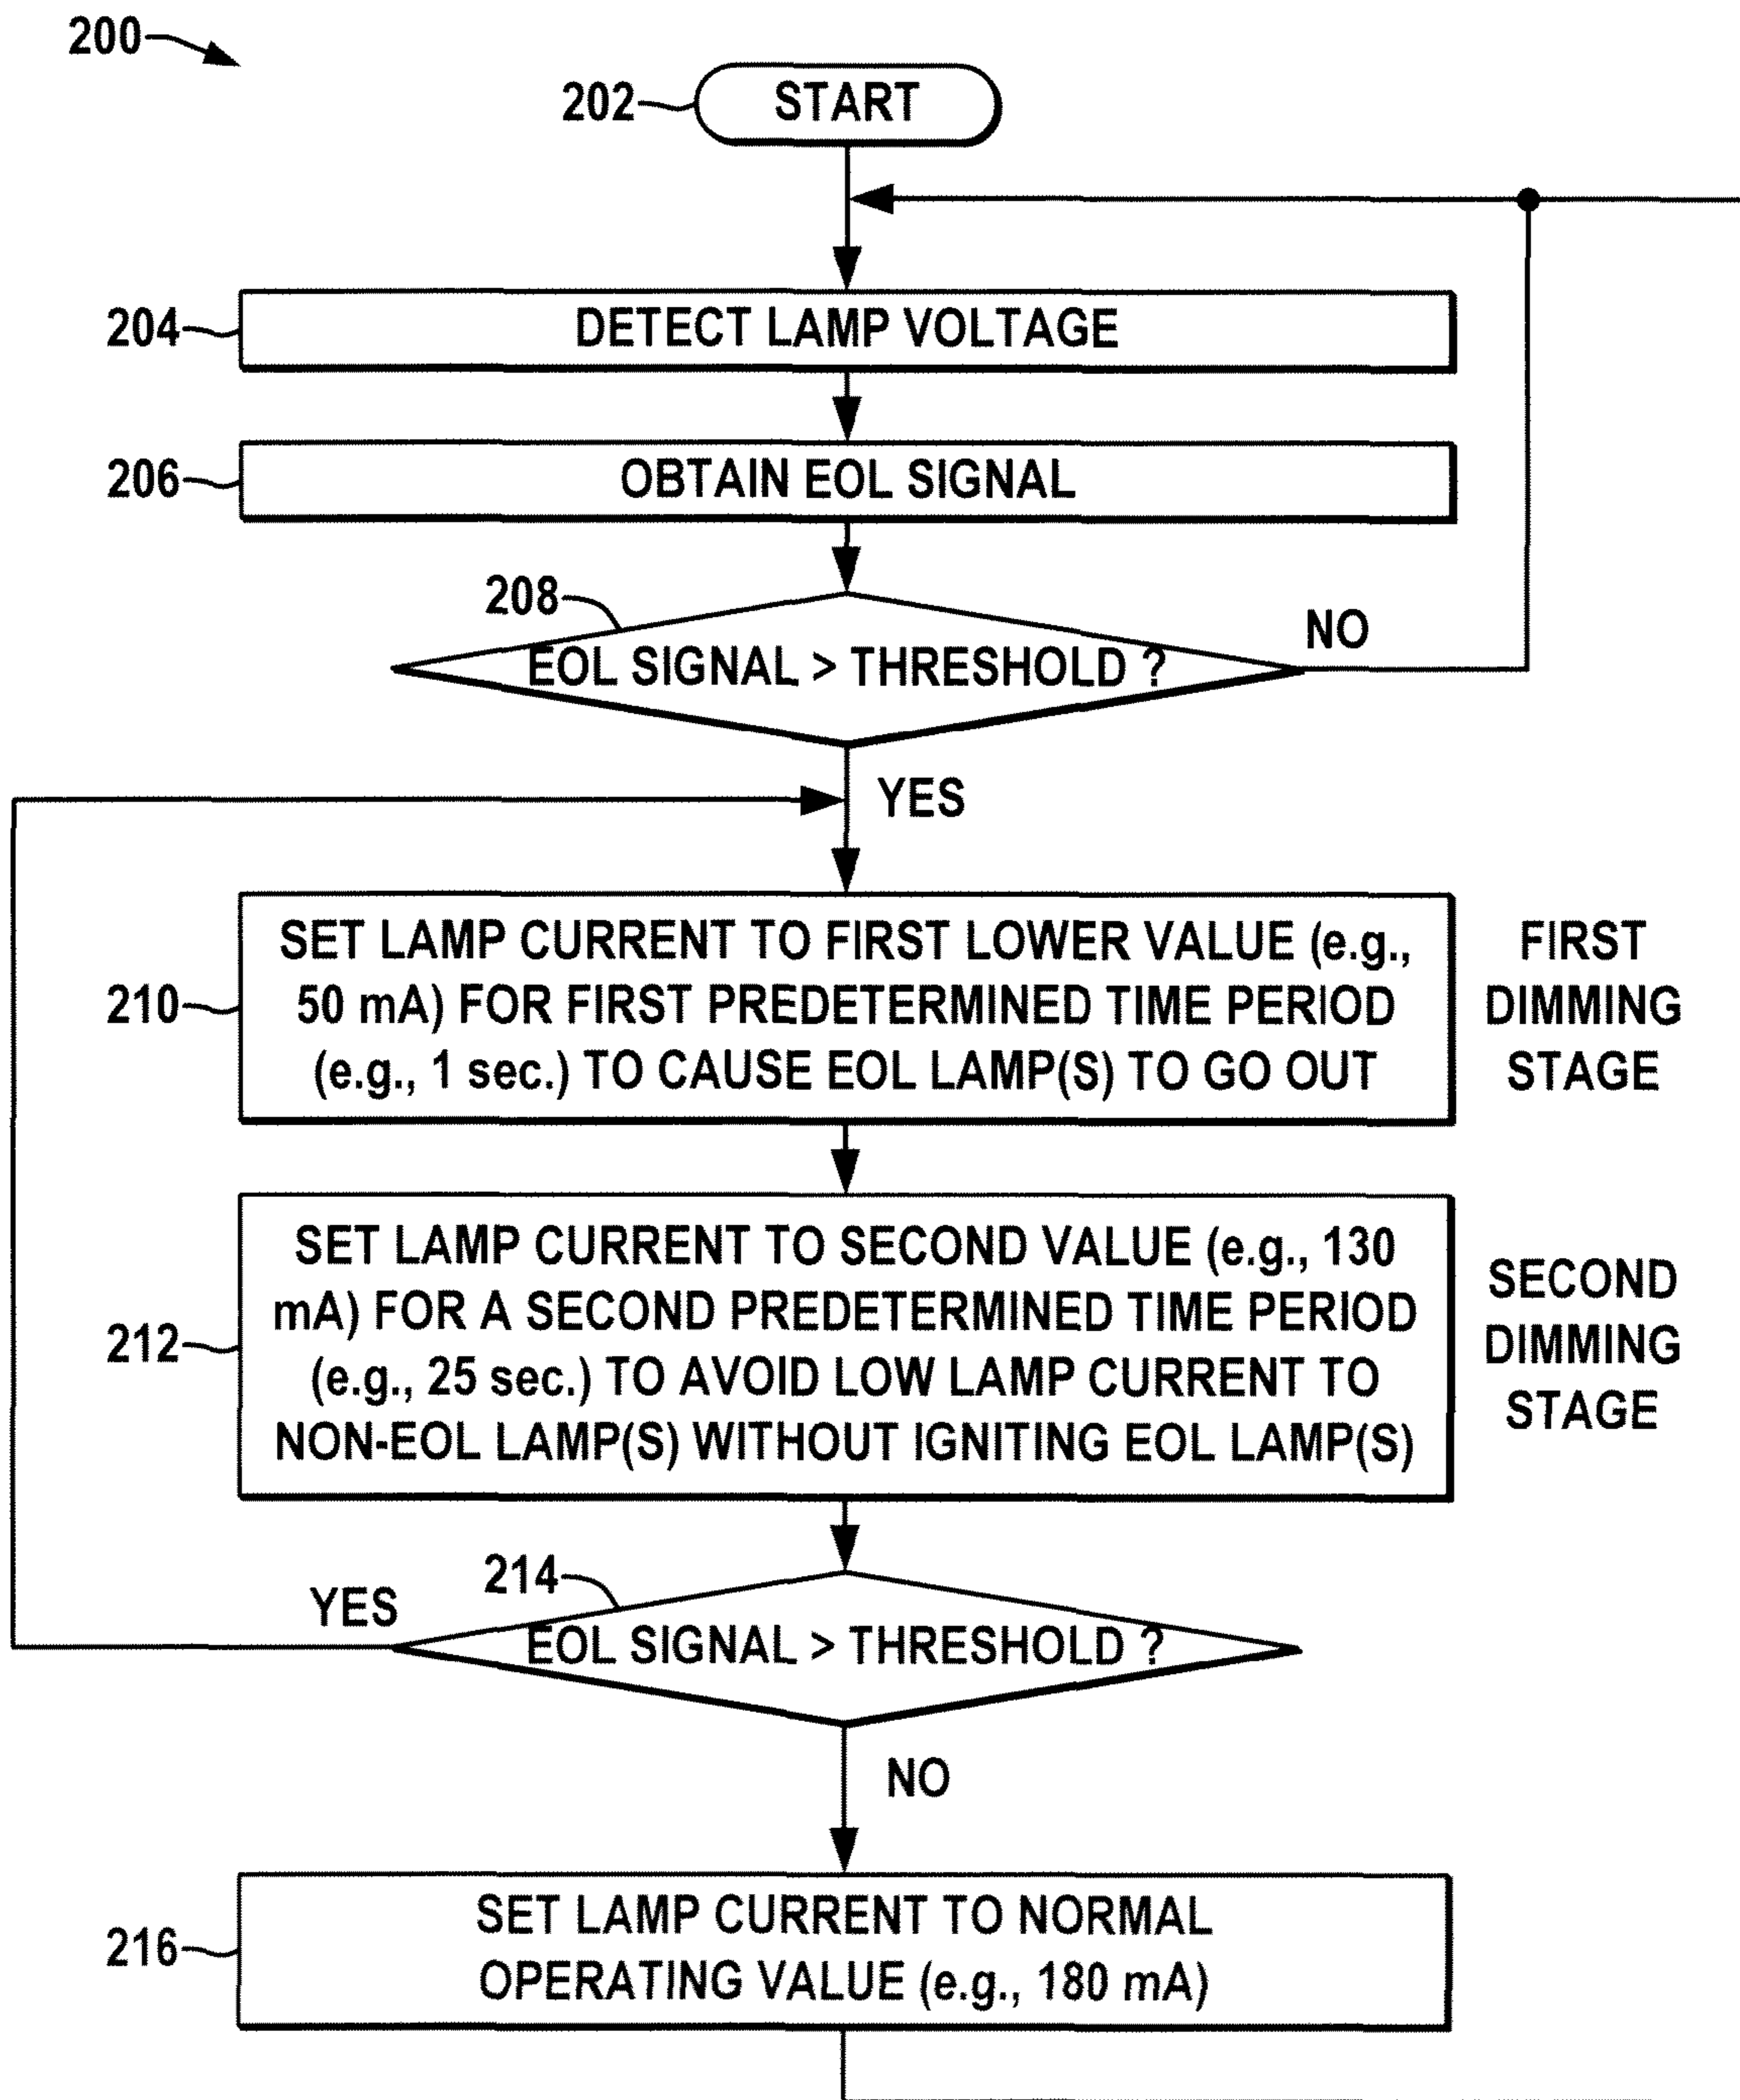 200
202
START
204
DETECT LAMP VOLTAGE
206
OBTAIN EOL SIGNAL
208
EOL SIGNAL > THRESHOLD ?
NO
YES
210
SET LAMP CURRENT TO FIRST LOWER VALUE (e.g.,
50 mA) FOR FIRST PREDETERMINED TIME PERIOD
(e.g., 1 sec.) TO CAUSE EOL LAMP(S) TO GO OUT
FIRST
DIMMING
STAGE
212
SET LAMP CURRENT TO SECOND VALUE (e.g., 130
mA) FOR A SECOND PREDETERMINED TIME PERIOD
(e.g., 25 sec.) TO AVOID LOW LAMP CURRENT TO
NON-EOL LAMP(S) WITHOUT IGNITING EOL LAMP(S)
SECOND
DIMMING
STAGE
214
YES
EOL SIGNAL > THRESHOLD ?
NO
216
SET LAMP CURRENT TO NORMAL
OPERATING VALUE (e.g., 180 mA)